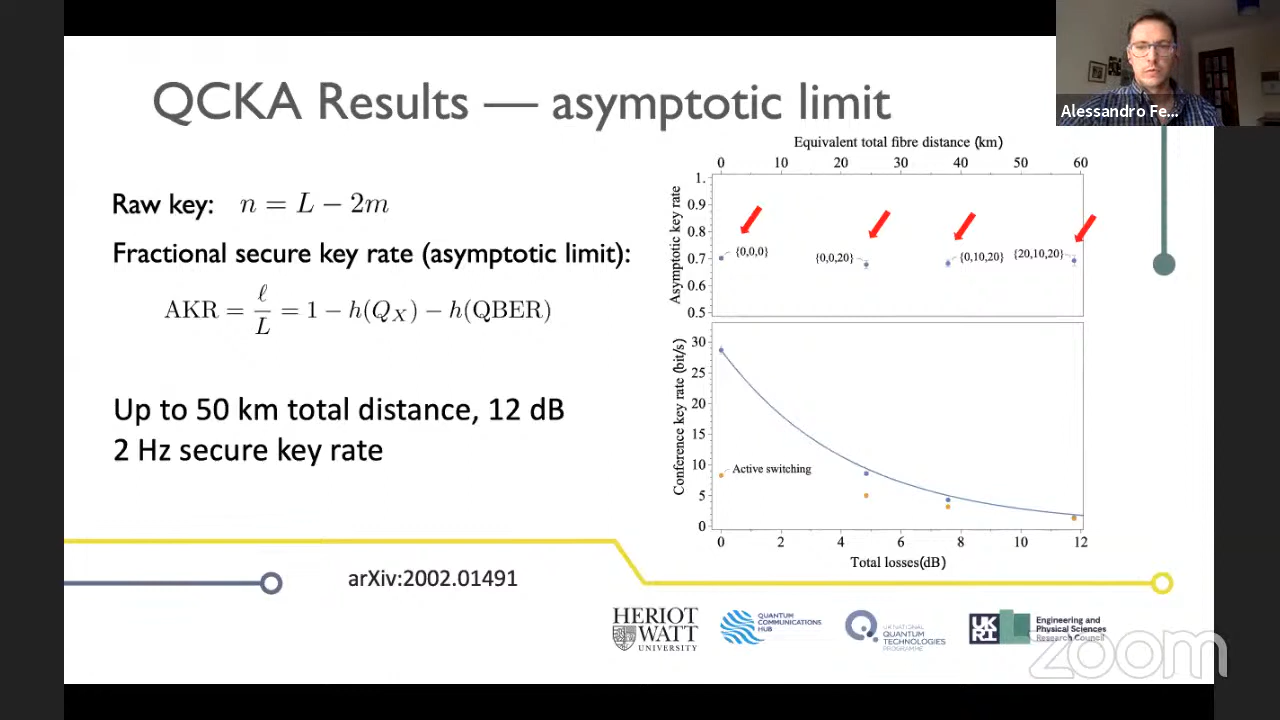 QCKA Results — asymptotic limit
Alessandro Fe...
Raw key: n = L − 2m
Fractional secure key rate (asymptotic limit):
AKR = ℓ/L = 1 − h(Q_X) − h(QBER)
Up to 50 km total distance, 12 dB
2 Hz secure key rate
Equivalent total fibre distance (km)
0 10 20 30 40 50 60
Asymptotic key rate
1.
0.9
0.8
0.7
0.6
0.5
{0,0,0}
{0,0,20}
{0,10,20}
{20,10,20}
Conference key rate (bit/s)
30
25
20
15
10
5
0
Active switching
0 2 4 6 8 10 12
Total losses(dB)
arXiv:2002.01491
HERIOT
WATT
UNIVERSITY
QUANTUM
COMMUNICATIONS
HUB
UK NATIONAL
QUANTUM
TECHNOLOGIES
PROGRAMME
UK
RI
Engineering and
Physical Sciences
Research Council
zoom